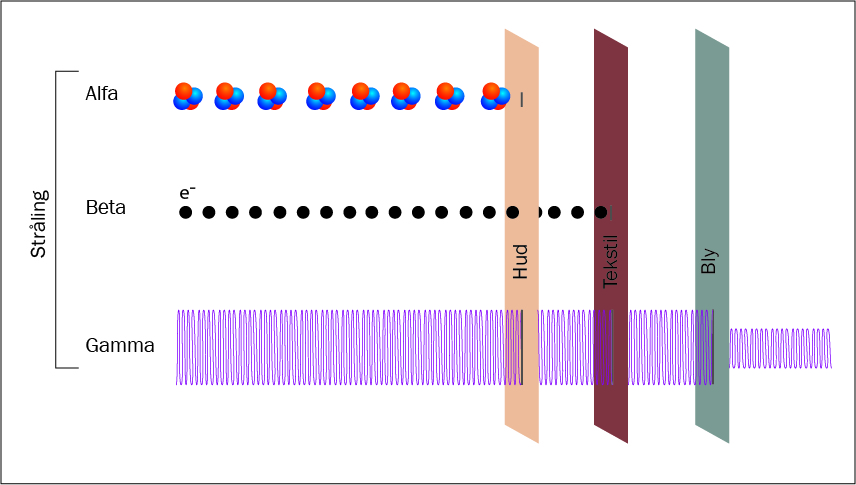 Stråling
Alfa
Beta
Gamma
e⁻
Hud
Tekstil
Bly